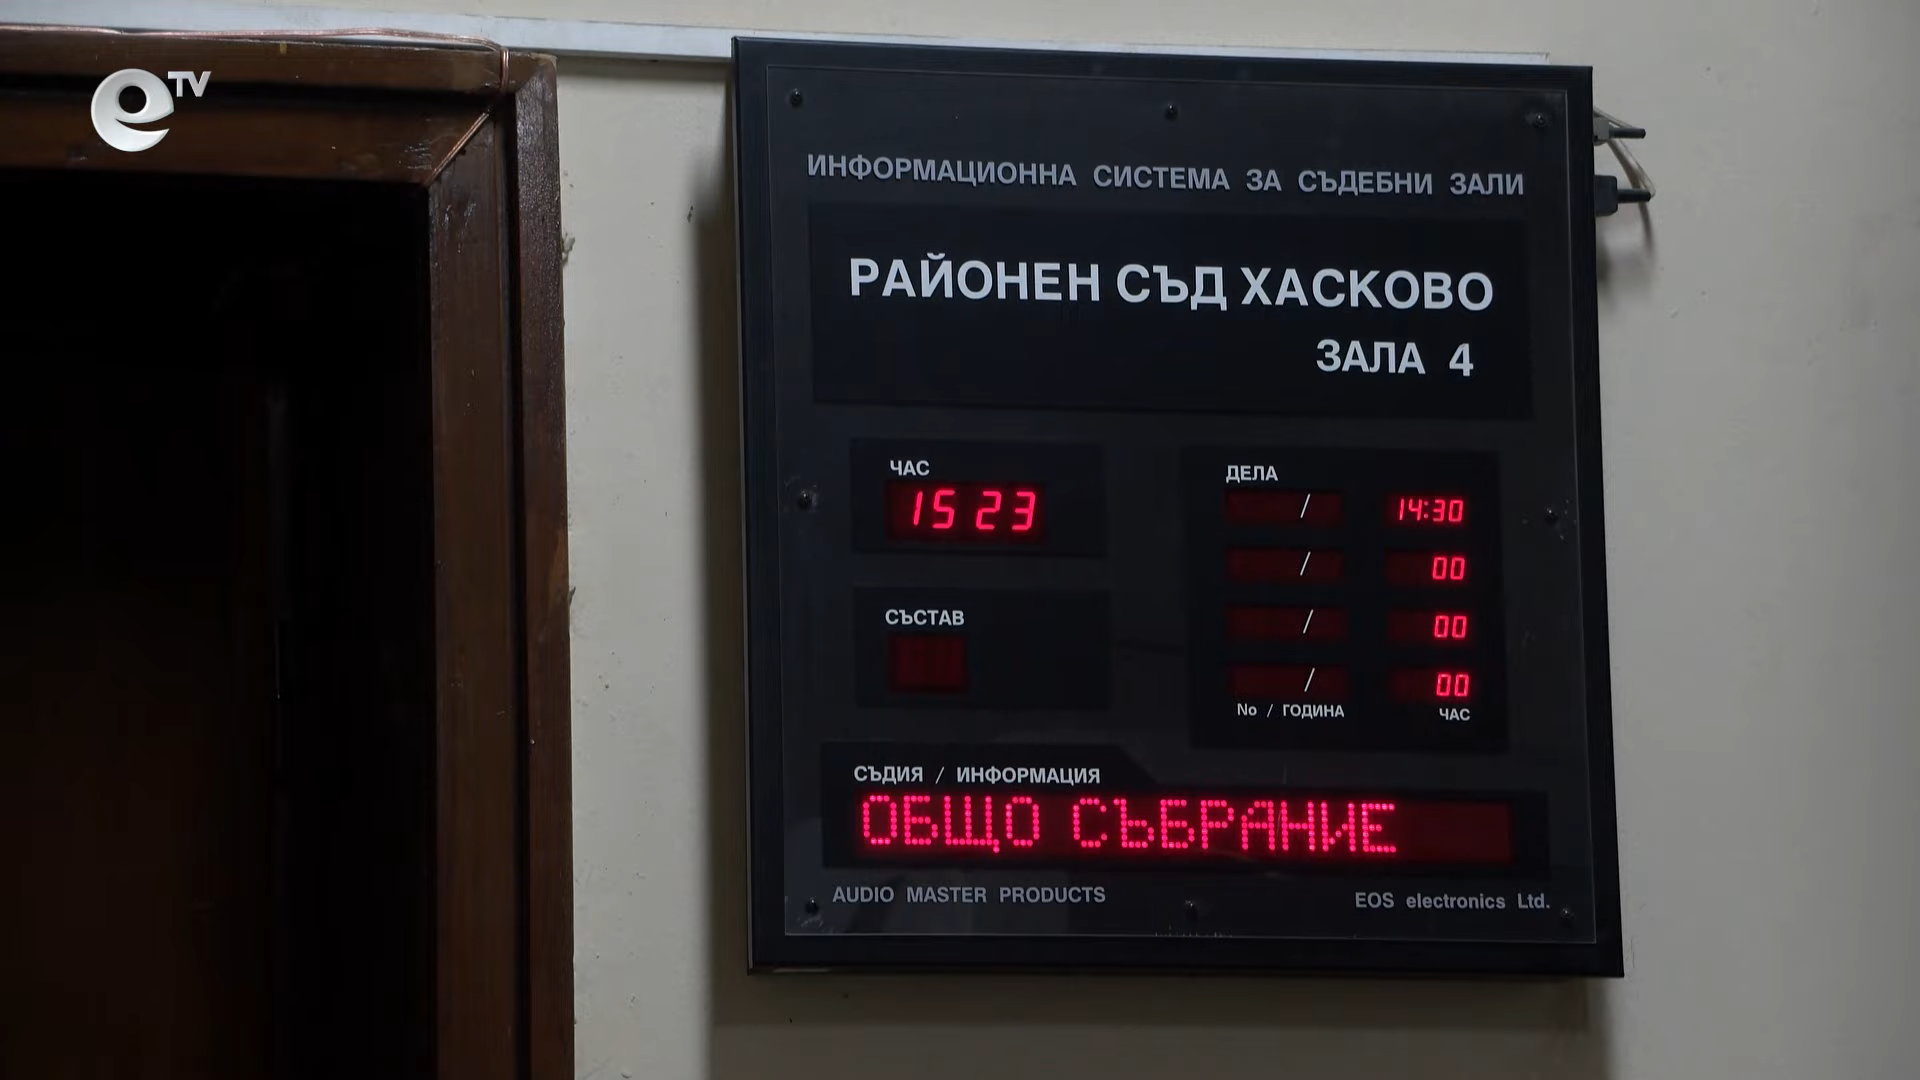 eTV
ИНФОРМАЦИОННА СИСТЕМА ЗА СЪДЕБНИ ЗАЛИ
РАЙОНЕН СЪД ХАСКОВО
ЗАЛА 4
ЧАС
15 23
СЪСТАВ
ДЕЛА
/ 14:30
/ 00
/ 00
/ 00
No / ГОДИНА ЧАС
СЪДИЯ / ИНФОРМАЦИЯ
ОБЩО СЪБРАНИЕ
AUDIO MASTER PRODUCTS EOS electronics Ltd.